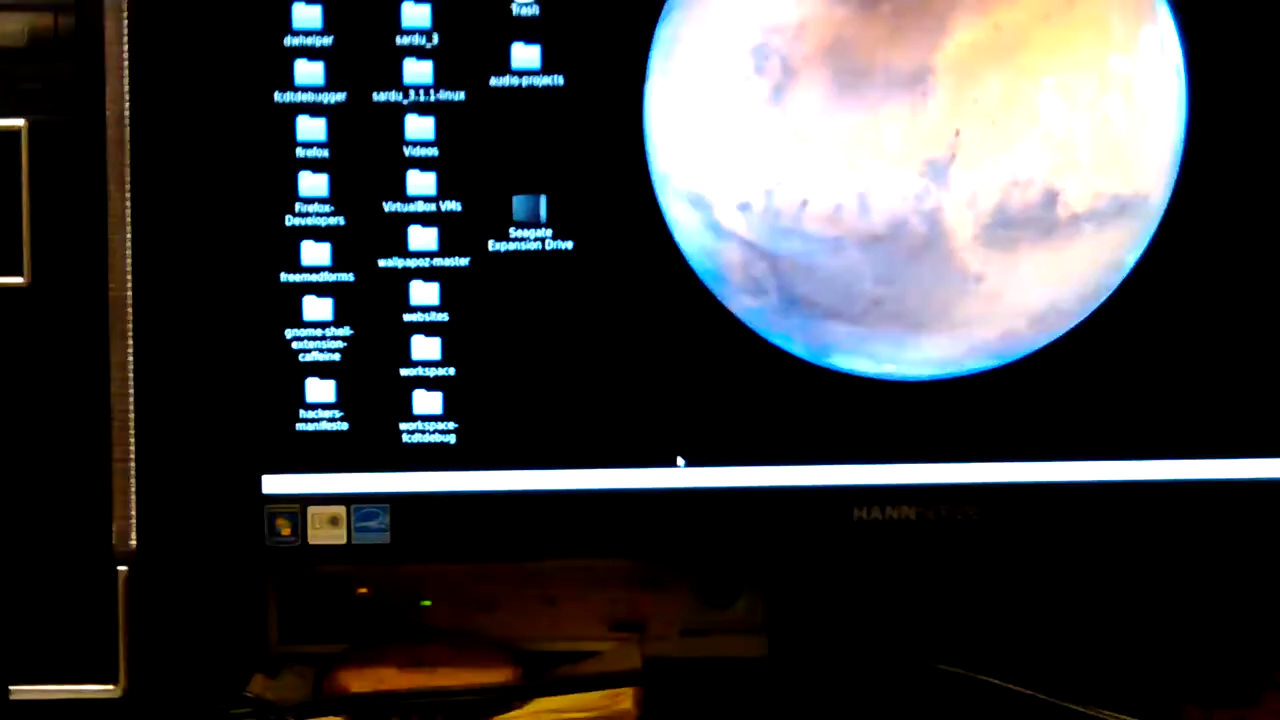 dwhelper
fcdtdebugger
firefox
Firefox-
Developers
freemedforms
gnome-shell-
extension-
caffeine
hackers-
manifesto
sardu_3
sardu_3.1.1-linux
Videos
VirtualBox VMs
wallpapoz-master
websites
workspace
workspace-
fcdtdebug
Trash
audio-projects
Seagate
Expansion Drive